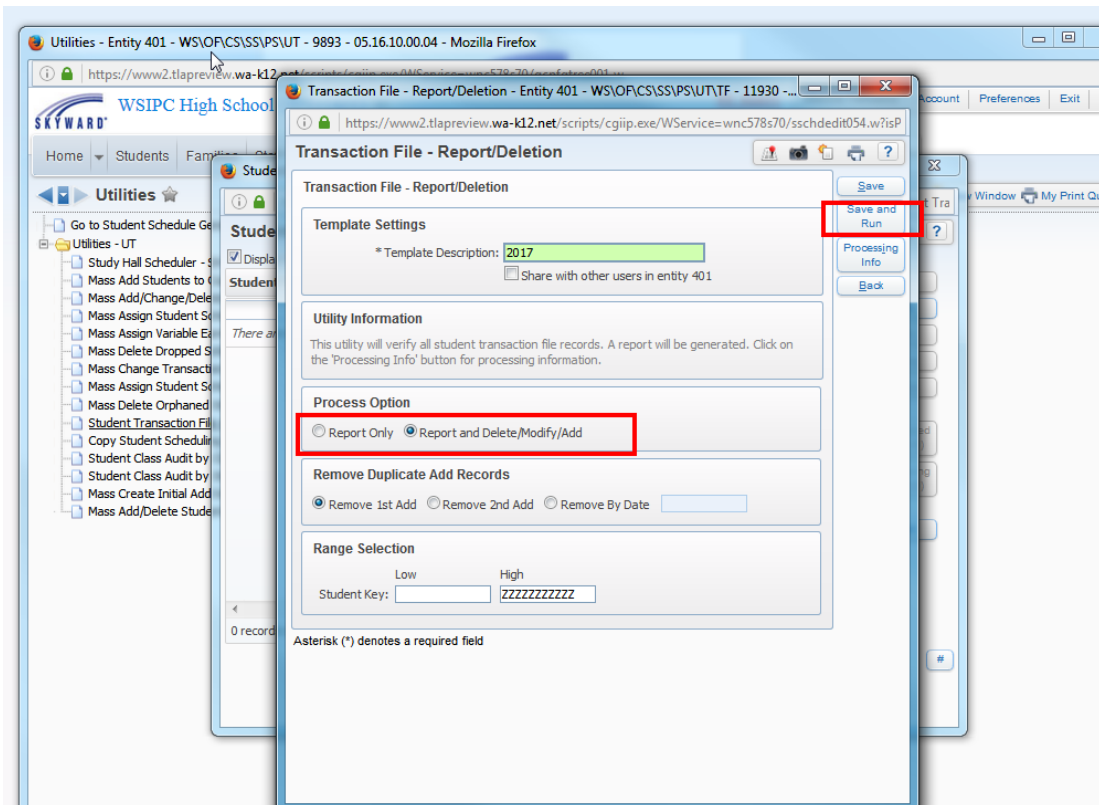 Utilities - Entity 401 - WS\OF\CS\SS\PS\UT - 9893 - 05.16.10.00.04 - Mozilla Firefox
https://www2.tlapreview.wa-k12.net/scripts/cgiip.exe/WService=wnc578s70/
SKYWARD
WSIPC High School
Account Preferences Exit
Home Students
Utilities
Window My Print
Go to Student Schedule
Utilities - UT
Study Hall Scheduler -
Mass Add Students to
Mass Add/Change/
Mass Assign Student
Mass Assign Variable
Mass Delete Dropped
Mass Change
Mass Assign Student
Mass Delete Orphaned
Student Transaction
Copy Student
Student Class Audit by
Student Class Audit by
Mass Create Initial Add
Mass Add/Delete
There
0
?
#
Transaction File - Report/Deletion - Entity 401 - WS\OF\CS\SS\PS\UT\TF - 11930 -...
https://www2.tlapreview.wa-k12.net/scripts/cgiip.exe/WService=wnc578s70/sschdedit054.w?isP
Transaction File - Report/Deletion
?
Transaction File - Report/Deletion
Save
Save and
Run
Processing
Info
Back
Template Settings
* Template Description: 2017
Share with other users in entity 401
Utility Information
This utility will verify all student transaction file records. A report will be generated. Click on
the 'Processing Info' button for processing information.
Process Option
Report Only Report and Delete/Modify/Add
Remove Duplicate Add Records
Remove 1st Add Remove 2nd Add Remove By Date
Range Selection
Low High
Student Key: ZZZZZZZZZZZ
Asterisk (*) denotes a required field